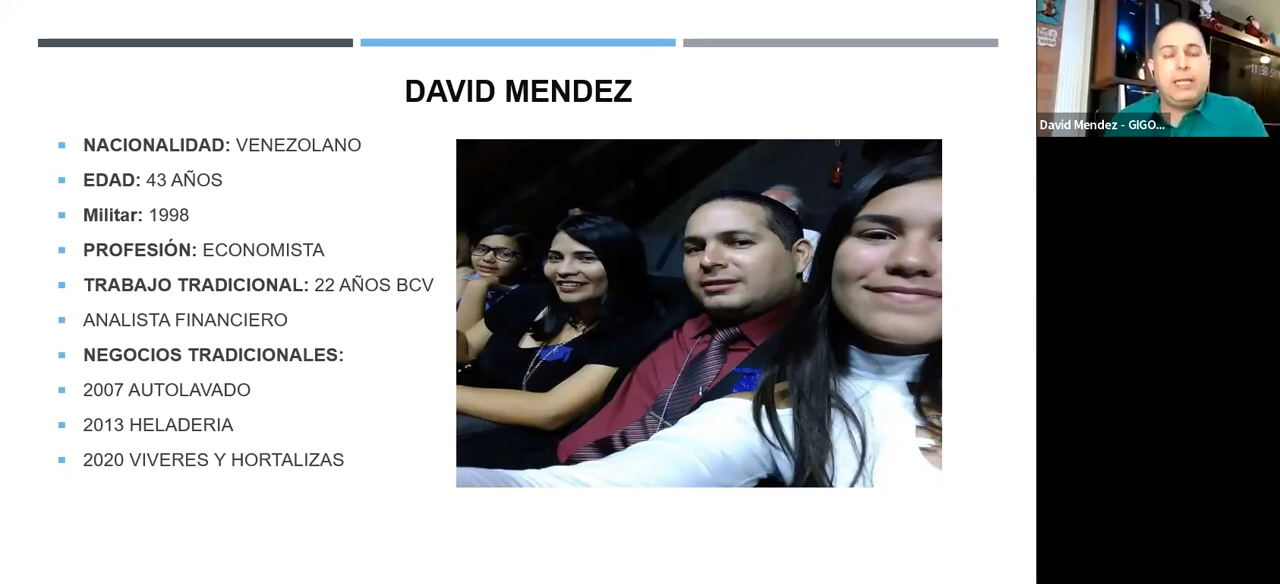 DAVID MENDEZ
NACIONALIDAD: VENEZOLANO
EDAD: 43 AÑOS
Militar: 1998
PROFESIÓN: ECONOMISTA
TRABAJO TRADICIONAL: 22 AÑOS BCV
ANALISTA FINANCIERO
NEGOCIOS TRADICIONALES:
2007 AUTOLAVADO
2013 HELADERIA
2020 VIVERES Y HORTALIZAS
David Mendez - GIGO...